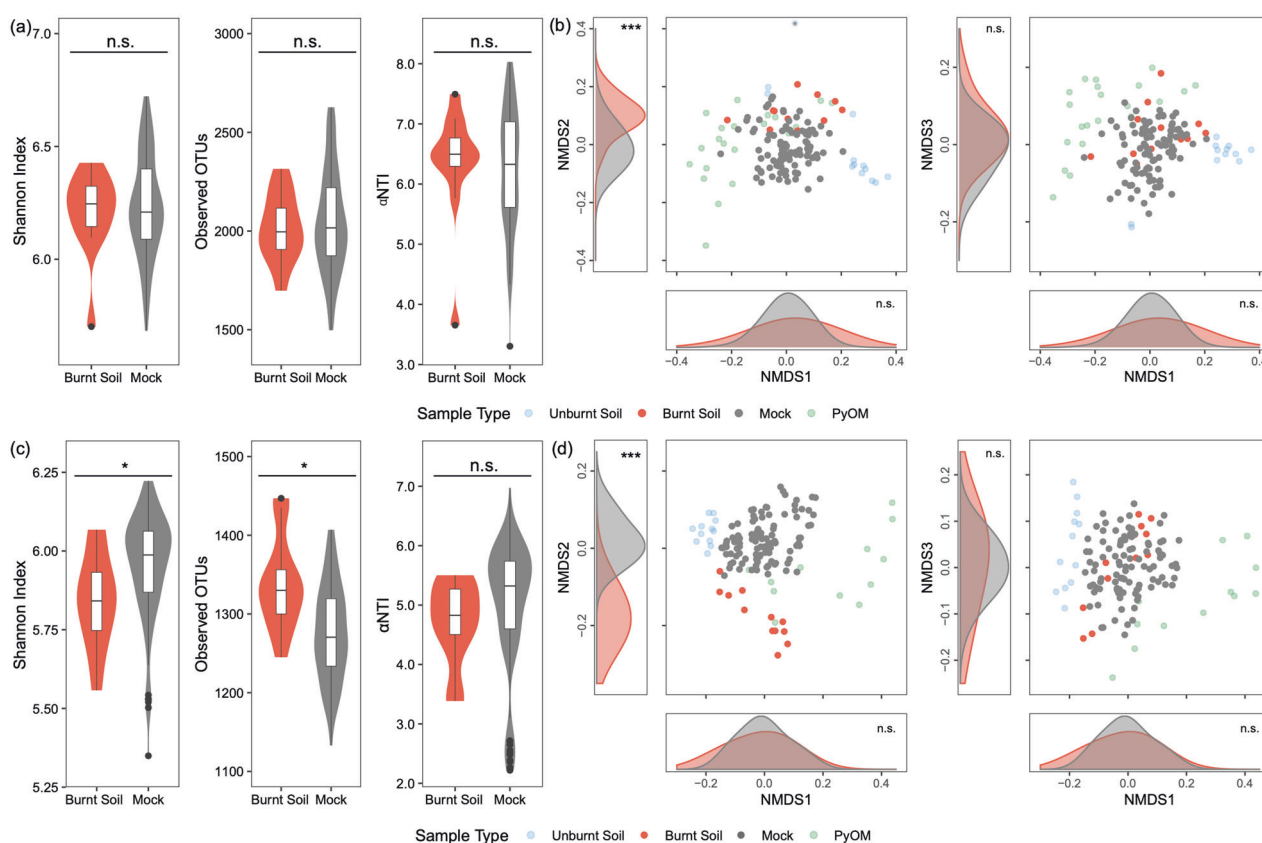 (a)
n.s.
n.s.
n.s.
Shannon Index
7.0
6.5
6.0
Burnt Soil Mock
Observed OTUs
3000
2500
2000
1500
Burnt Soil Mock
αNTI
8.0
7.0
6.0
5.0
4.0
3.0
Burnt Soil Mock
(b)
***
NMDS2
0.4
0.2
0.0
−0.2
−0.4
n.s.
−0.4 −0.2 0.0 0.2 0.4
NMDS1
n.s.
NMDS3
0.2
0.0
−0.2
n.s.
−0.4 −0.2 0.0 0.2 0.4
NMDS1
Sample Type Unburnt Soil Burnt Soil Mock PyOM
(c)
*
*
n.s.
Shannon Index
6.25
6.00
5.75
5.50
5.25
Burnt Soil Mock
Observed OTUs
1500
1400
1300
1200
1100
Burnt Soil Mock
αNTI
7.0
6.0
5.0
4.0
3.0
2.0
Burnt Soil Mock
(d)
***
NMDS2
0.2
0.0
−0.2
n.s.
−0.2 0.0 0.2 0.4
NMDS1
n.s.
NMDS3
0.2
0.1
0.0
−0.1
−0.2
n.s.
−0.2 0.0 0.2 0.4
NMDS1
Sample Type Unburnt Soil Burnt Soil Mock PyOM